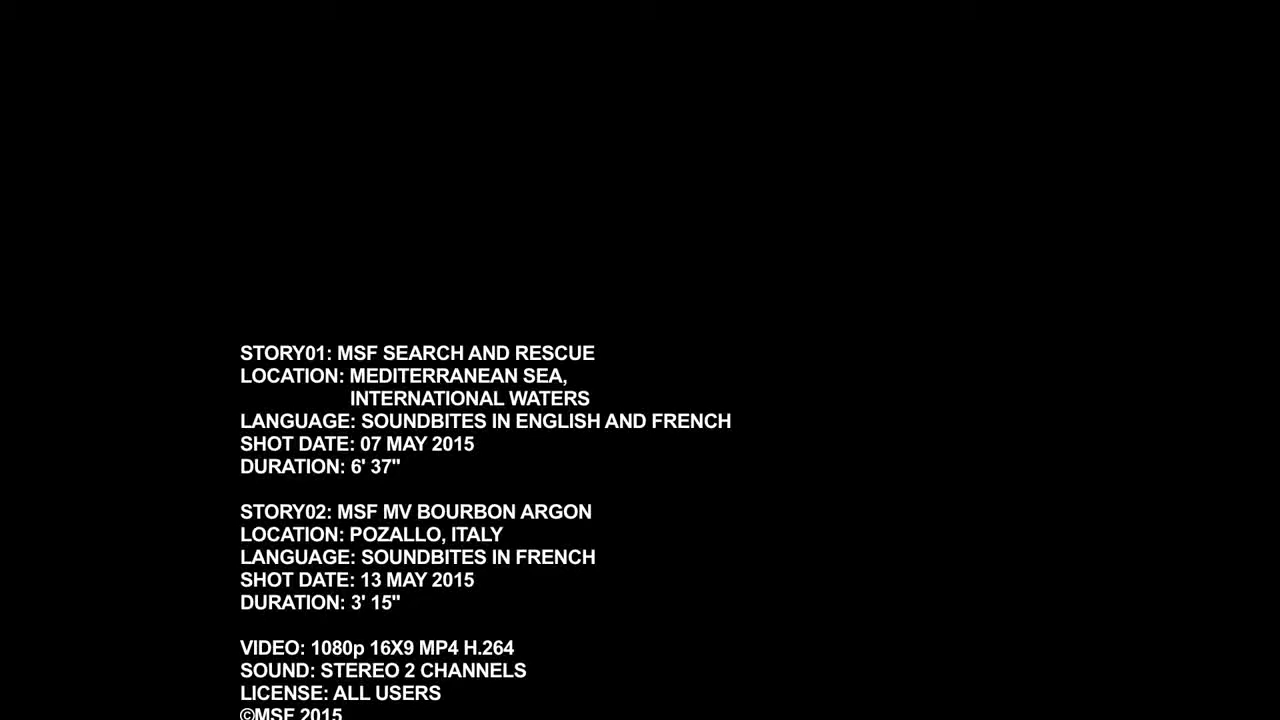 STORY01: MSF SEARCH AND RESCUE
LOCATION: MEDITERRANEAN SEA,
INTERNATIONAL WATERS
LANGUAGE: SOUNDBITES IN ENGLISH AND FRENCH
SHOT DATE: 07 MAY 2015
DURATION: 6' 37"
STORY02: MSF MV BOURBON ARGON
LOCATION: POZALLO, ITALY
LANGUAGE: SOUNDBITES IN FRENCH
SHOT DATE: 13 MAY 2015
DURATION: 3' 15"
VIDEO: 1080p 16X9 MP4 H.264
SOUND: STEREO 2 CHANNELS
LICENSE: ALL USERS
©MSF 2015